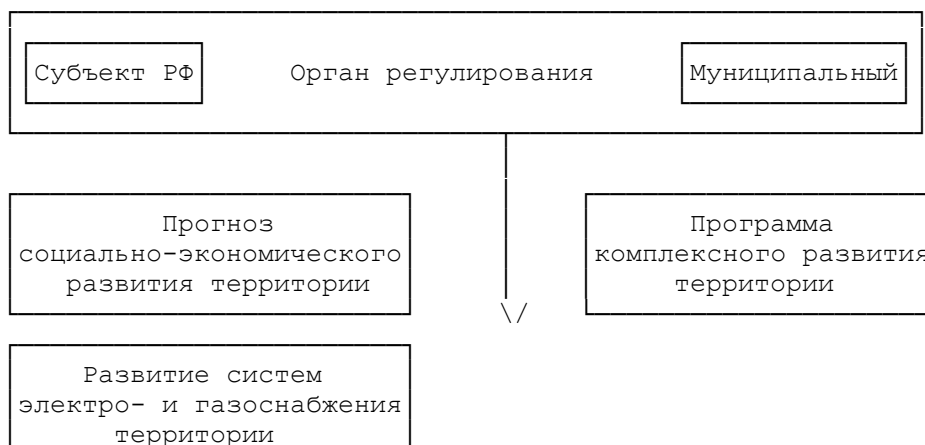 Субъект РФ Орган регулирования Муниципальный
Прогноз
социально-экономического
развития территории
Программа
комплексного развития
территории
Развитие систем
электро- и газоснабжения
территории